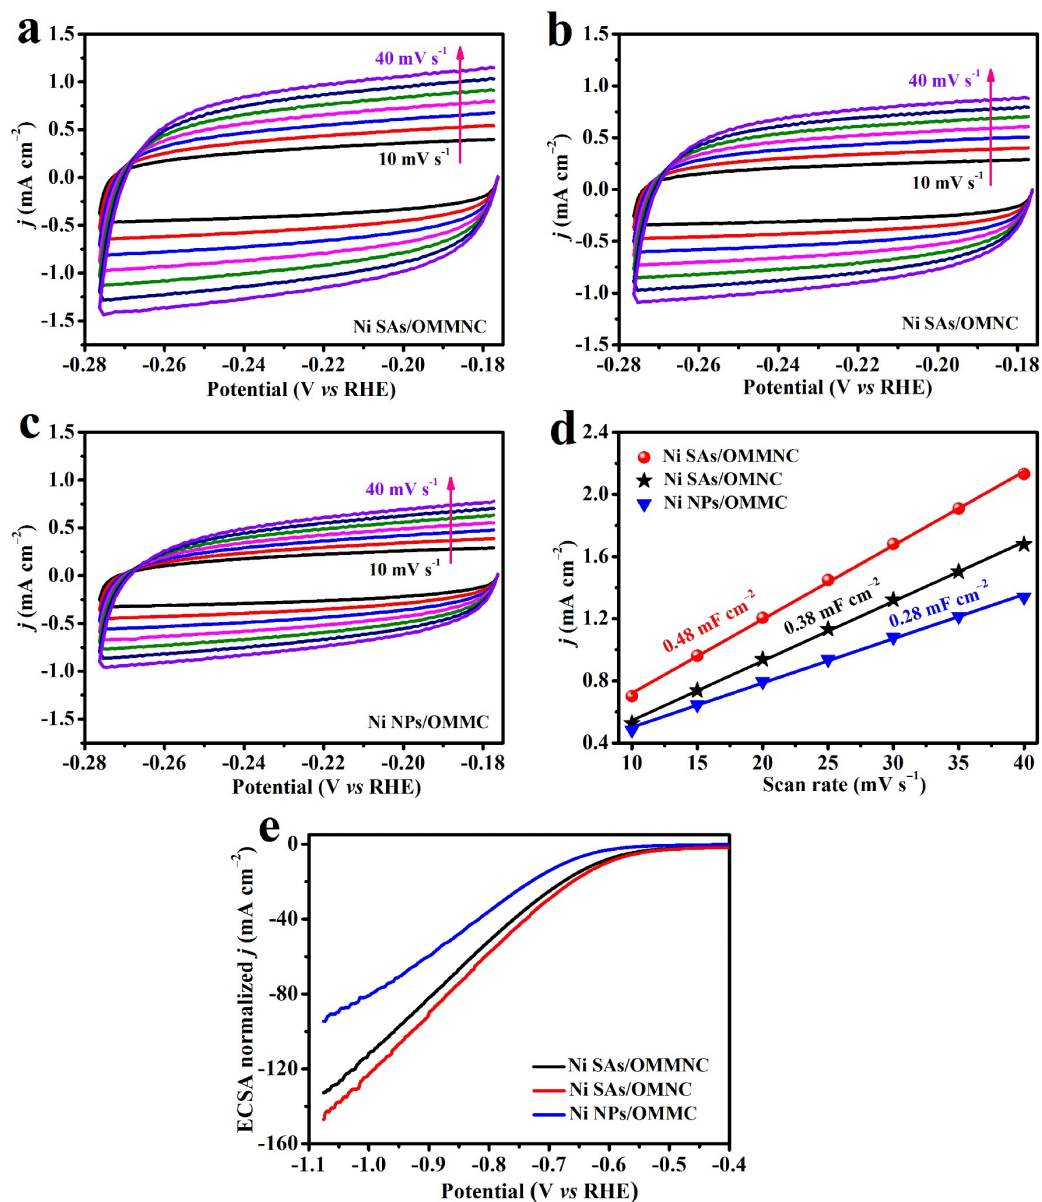 a
1.5
1.0
0.5
0.0
-0.5
-1.0
-1.5
j (mA cm⁻²)
40 mV s⁻¹
10 mV s⁻¹
Ni SAs/OMMNC
-0.28 -0.26 -0.24 -0.22 -0.20 -0.18
Potential (V vs RHE)
b
1.5
1.0
0.5
0.0
-0.5
-1.0
-1.5
j (mA cm⁻²)
40 mV s⁻¹
10 mV s⁻¹
Ni SAs/OMNC
-0.28 -0.26 -0.24 -0.22 -0.20 -0.18
Potential (V vs RHE)
c
1.5
1.0
0.5
0.0
-0.5
-1.0
-1.5
j (mA cm⁻²)
40 mV s⁻¹
10 mV s⁻¹
Ni NPs/OMMC
-0.28 -0.26 -0.24 -0.22 -0.20 -0.18
Potential (V vs RHE)
d
2.4
2.0
1.6
1.2
0.8
0.4
j (mA cm⁻²)
Ni SAs/OMMNC
Ni SAs/OMNC
Ni NPs/OMMC
0.48 mF cm⁻²
0.38 mF cm⁻²
0.28 mF cm⁻²
10 15 20 25 30 35 40
Scan rate (mV s⁻¹)
e
0
-40
-80
-120
-160
ECSA normalized j (mA cm⁻²)
Ni SAs/OMMNC
Ni SAs/OMNC
Ni NPs/OMMC
-1.1 -1.0 -0.9 -0.8 -0.7 -0.6 -0.5 -0.4
Potential (V vs RHE)